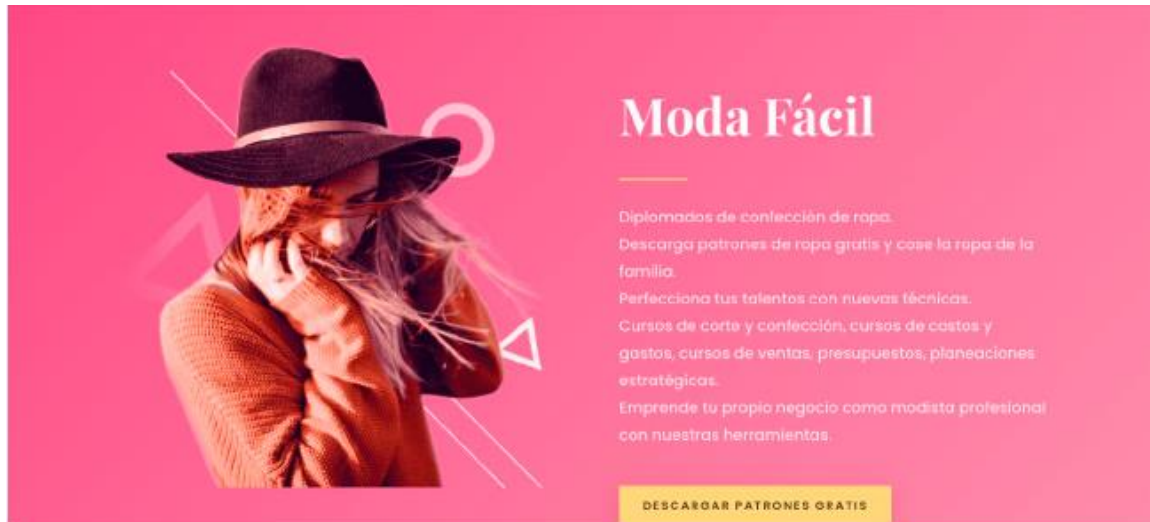 Moda Fácil
Diplomados de confección de ropa.
Descarga patrones de ropa gratis y cose la ropa de la
familia.
Perfecciona tus talentos con nuevas técnicas.
Cursos de corte y confección, cursos de costos y
gastos, cursos de ventas, presupuestos, planeaciones
estratégicas.
Emprende tu propio negocio como modista profesional
con nuestras herramientas.
DESCARGAR PATRONES GRATIS